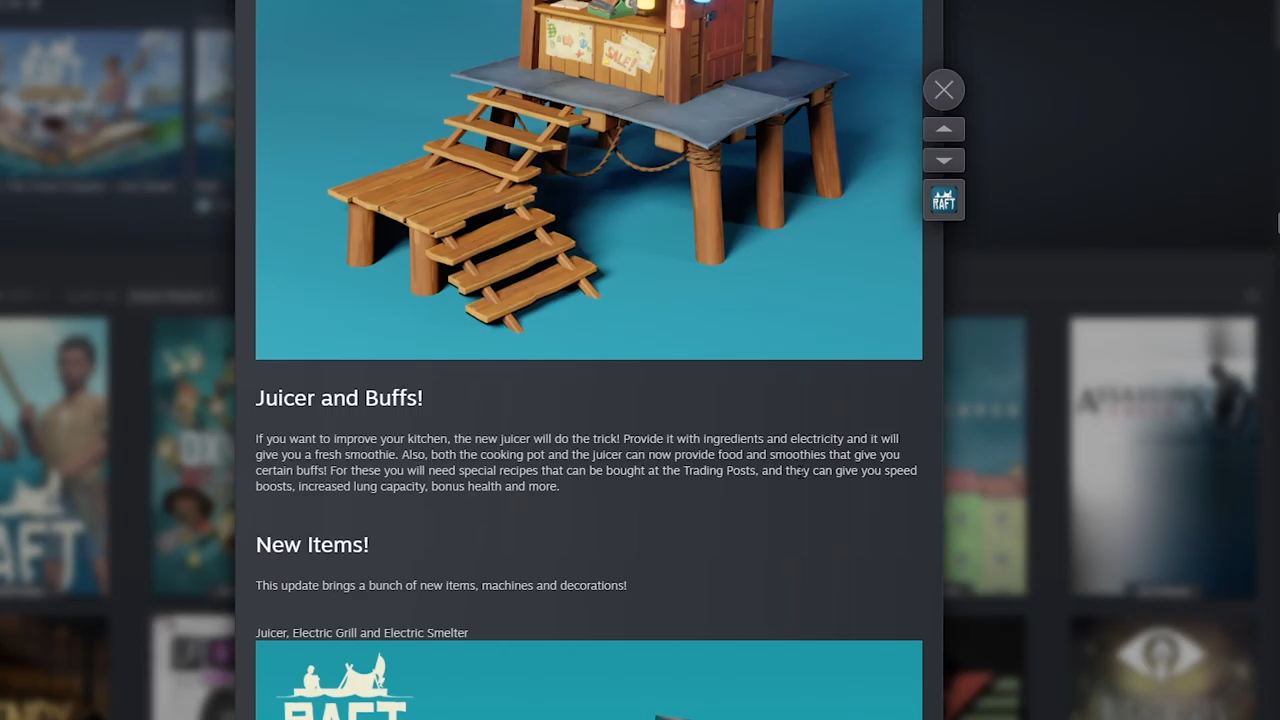 SALE!
RAFT
Juicer and Buffs!
If you want to improve your kitchen, the new juicer will do the trick! Provide it with ingredients and electricity and it will
give you a fresh smoothie. Also, both the cooking pot and the juicer can now provide food and smoothies that give you
certain buffs! For these you will need special recipes that can be bought at the Trading Posts, and they can give you speed
boosts, increased lung capacity, bonus health and more.
New Items!
This update brings a bunch of new items, machines and decorations!
Juicer, Electric Grill and Electric Smelter
RAFT